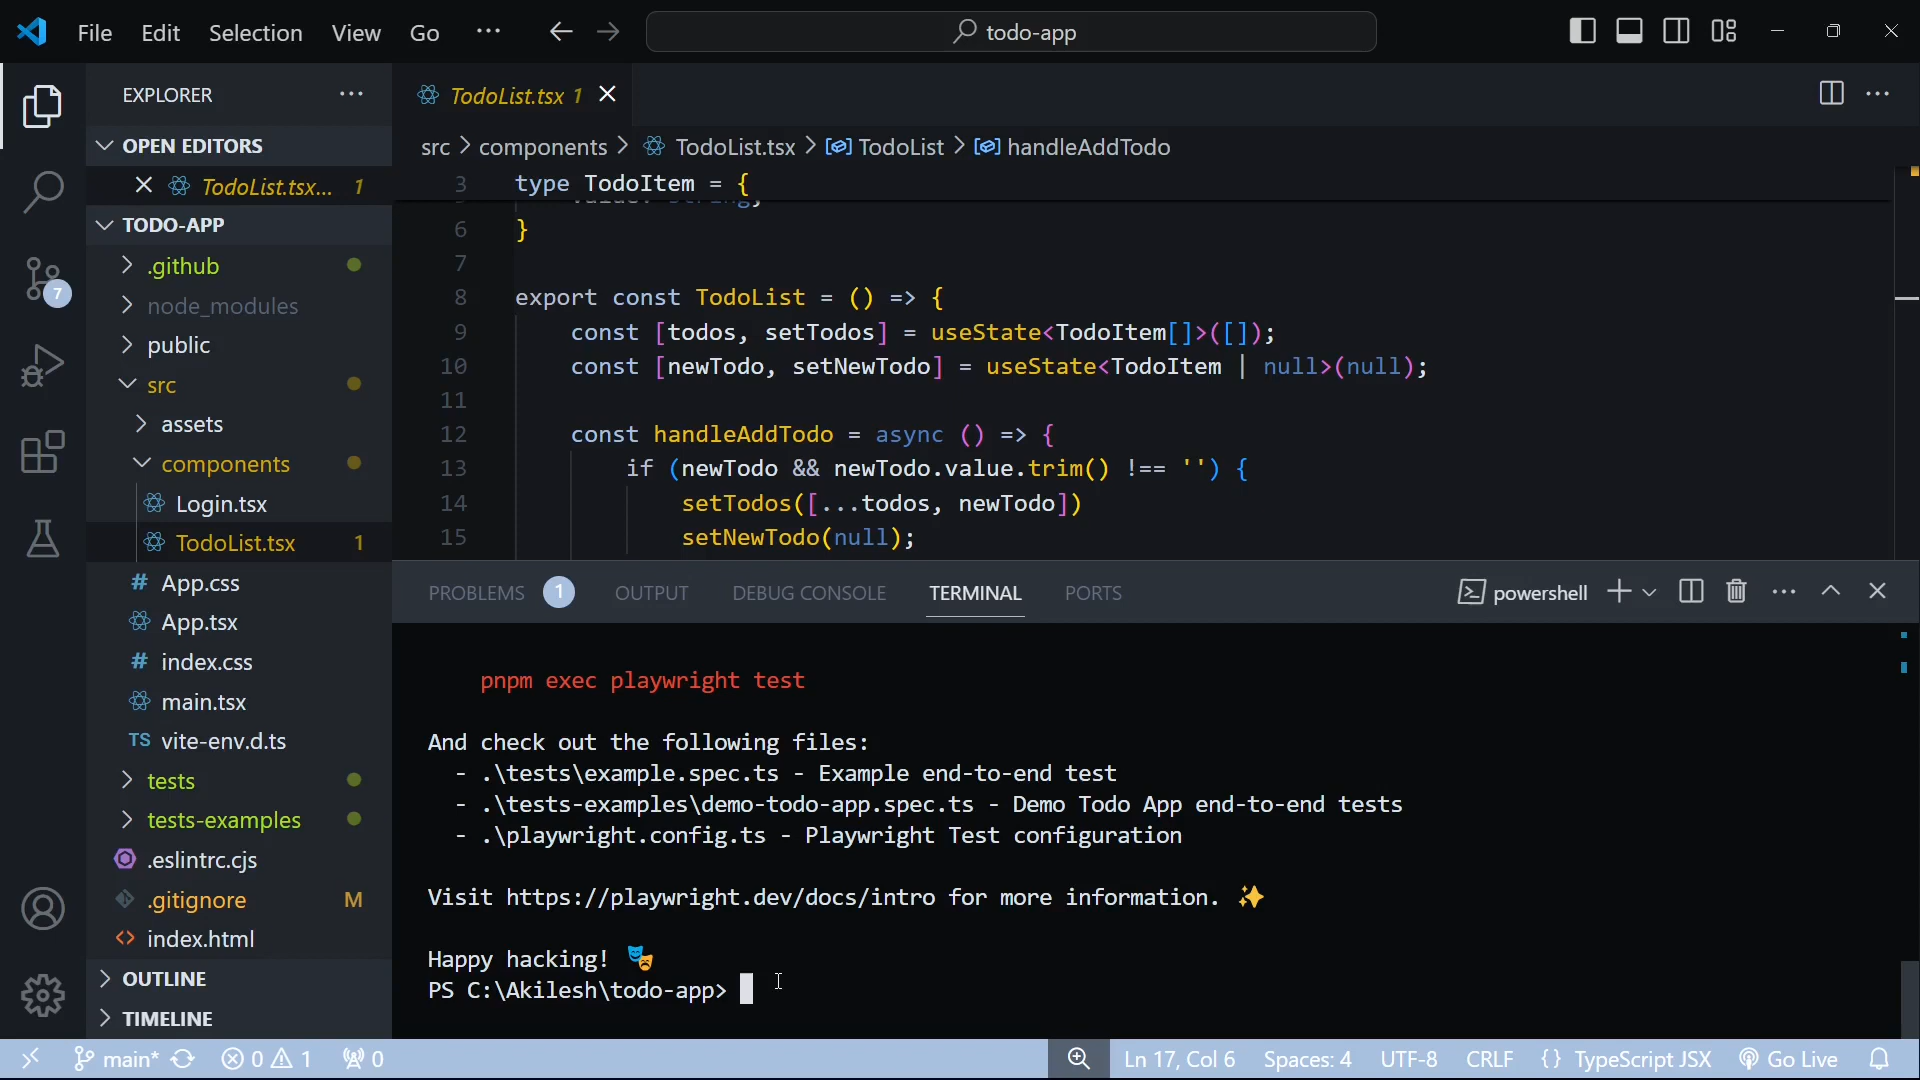 File Edit Selection View Go ··· todo-app
EXPLORER ···
OPEN EDITORS
TodoList.tsx... 1
TODO-APP
.github
node_modules
public
src
assets
components
Login.tsx
TodoList.tsx 1
App.css
App.tsx
index.css
main.tsx
TS vite-env.d.ts
tests
tests-examples
.eslintrc.cjs
.gitignore M
index.html
OUTLINE
TIMELINE
7
TodoList.tsx 1
src > components > TodoList.tsx > TodoList > handleAddTodo
3 type TodoItem = {
6 }
7
8 export const TodoList = () => {
9 const [todos, setTodos] = useState<TodoItem[]>([]);
10 const [newTodo, setNewTodo] = useState<TodoItem | null>(null);
11
12 const handleAddTodo = async () => {
13 if (newTodo && newTodo.value.trim() !== '') {
14 setTodos([...todos, newTodo])
15 setNewTodo(null);
PROBLEMS 1 OUTPUT DEBUG CONSOLE TERMINAL PORTS powershell
pnpm exec playwright test
And check out the following files:
- .\tests\example.spec.ts - Example end-to-end test
- .\tests-examples\demo-todo-app.spec.ts - Demo Todo App end-to-end tests
- .\playwright.config.ts - Playwright Test configuration
Visit https://playwright.dev/docs/intro for more information. ✨
Happy hacking! 🎭
PS C:\Akilesh\todo-app>
main* 0 1 0 Ln 17, Col 6 Spaces: 4 UTF-8 CRLF {} TypeScript JSX Go Live